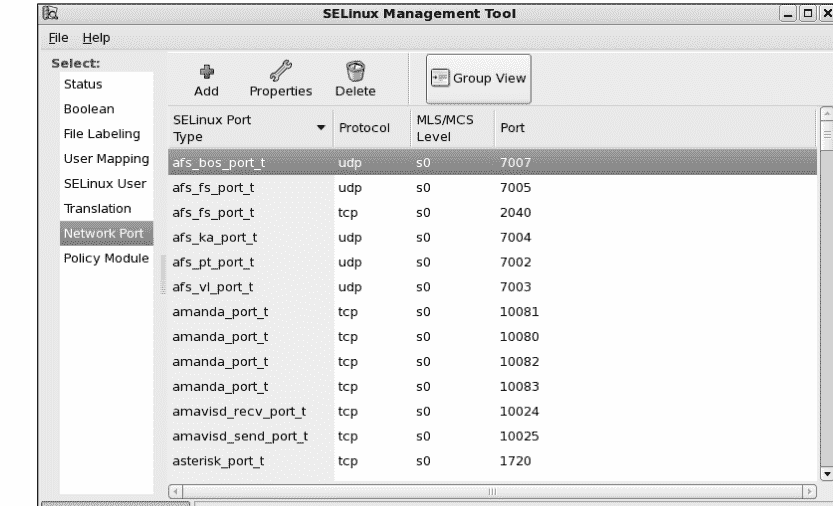 SELinux Management Tool
File Help
Select:
Status
Boolean
File Labeling
User Mapping
SELinux User
Translation
Network Port
Policy Module
Add Properties Delete Group View
SELinux Port Type Protocol MLS/MCS Level Port
afs_bos_port_t udp s0 7007
afs_fs_port_t udp s0 7005
afs_fs_port_t tcp s0 2040
afs_ka_port_t udp s0 7004
afs_pt_port_t udp s0 7002
afs_vl_port_t udp s0 7003
amanda_port_t tcp s0 10081
amanda_port_t tcp s0 10080
amanda_port_t tcp s0 10082
amanda_port_t tcp s0 10083
amavisd_recv_port_t tcp s0 10024
amavisd_send_port_t tcp s0 10025
asterisk_port_t tcp s0 1720